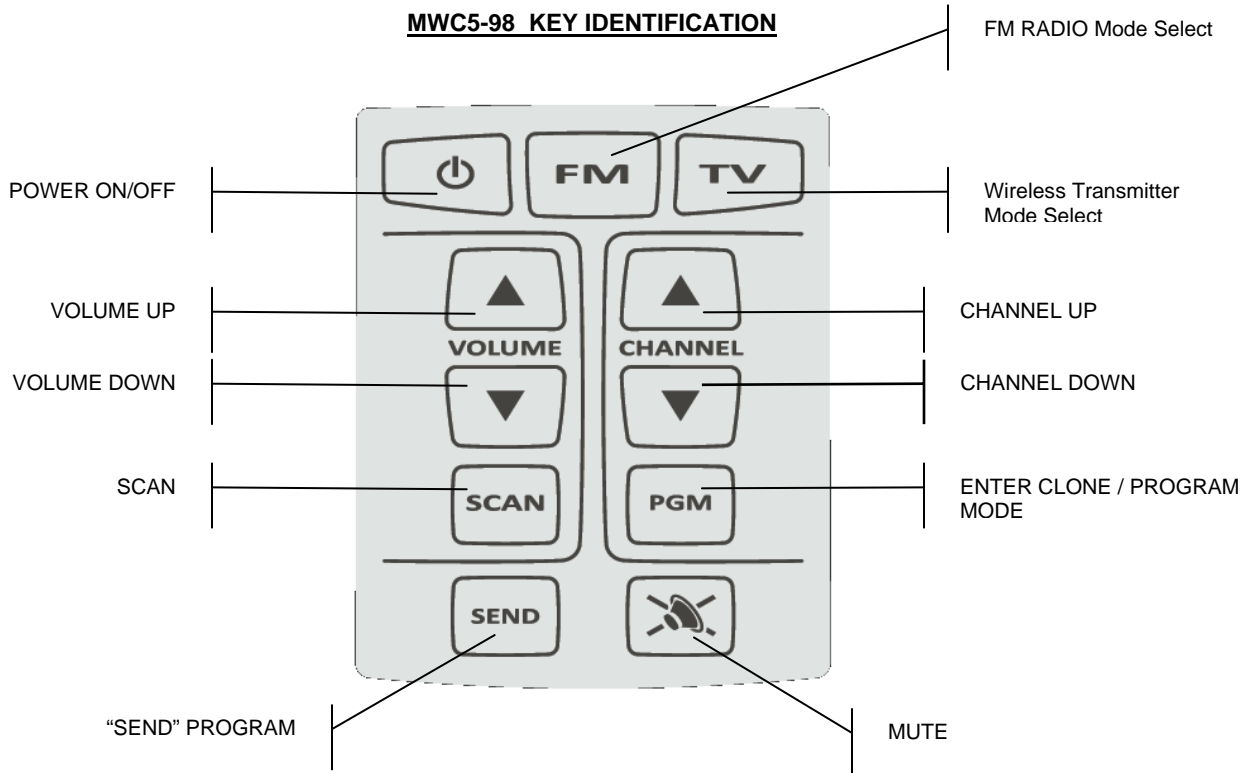 MWC5-98 KEY IDENTIFICATION
FM RADIO Mode Select
FM
TV
POWER ON/OFF
Wireless Transmitter
Mode Select
VOLUME UP
CHANNEL UP
VOLUME
CHANNEL
VOLUME DOWN
CHANNEL DOWN
SCAN
SCAN
PGM
ENTER CLONE / PROGRAM
MODE
SEND
“SEND” PROGRAM
MUTE